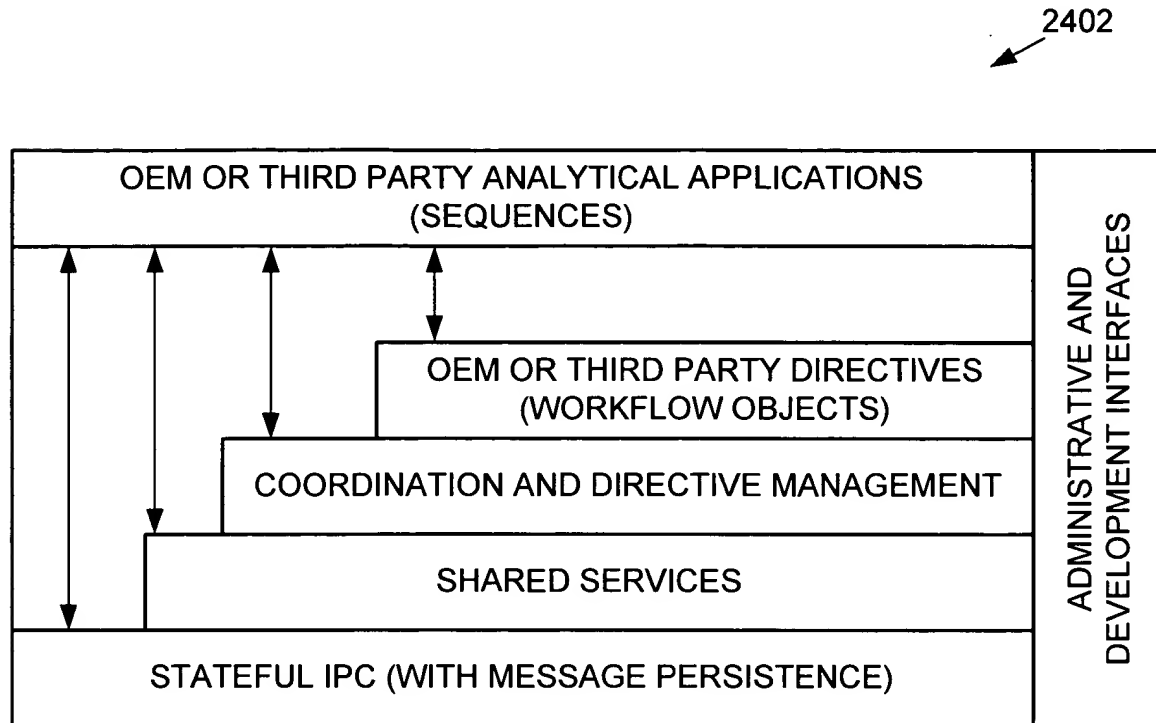 2402
OEM OR THIRD PARTY ANALYTICAL APPLICATIONS
(SEQUENCES)
OEM OR THIRD PARTY DIRECTIVES
(WORKFLOW OBJECTS)
COORDINATION AND DIRECTIVE MANAGEMENT
SHARED SERVICES
STATEFUL IPC (WITH MESSAGE PERSISTENCE)
ADMINISTRATIVE AND
DEVELOPMENT INTERFACES